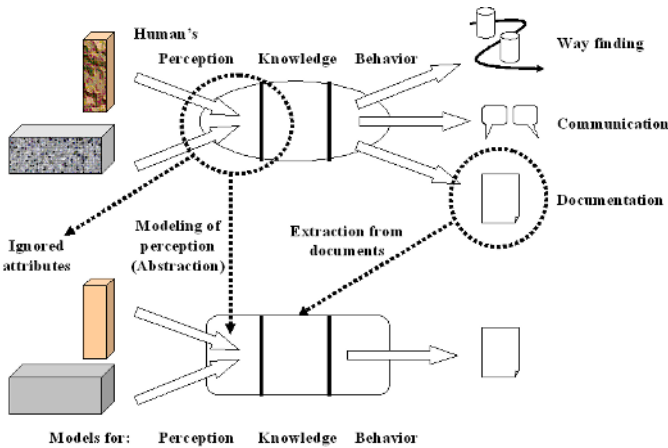 Human's
Perception Knowledge Behavior
Way finding
Communication
Documentation
Ignored
attributes
Modeling of
perception
(Abstraction)
Extraction from
documents
Models for: Perception Knowledge Behavior